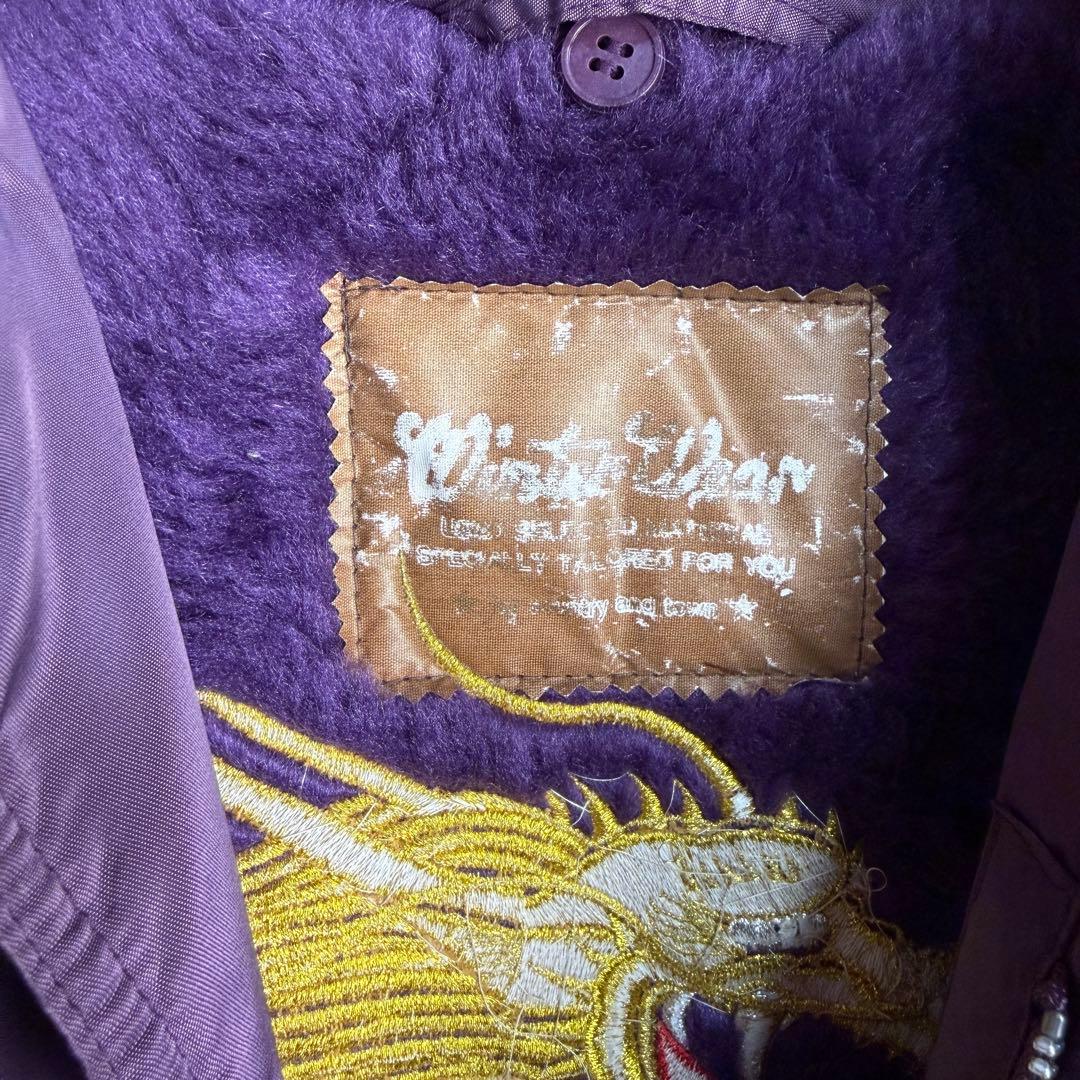 Winter Wear
SELECTED MATERIAL
SPECIALLY TAILORED FOR YOU
country and town